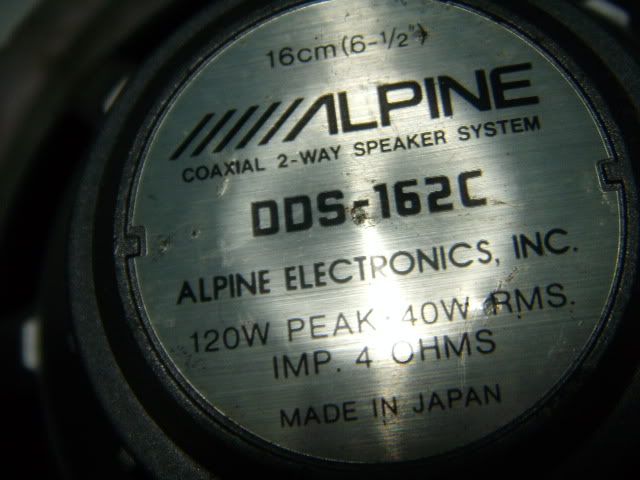 16cm (6-½")
ALPINE
COAXIAL 2-WAY SPEAKER SYSTEM
DDS-162C
ALPINE ELECTRONICS, INC.
120W PEAK 40W RMS.
IMP. 4 OHMS
MADE IN JAPAN